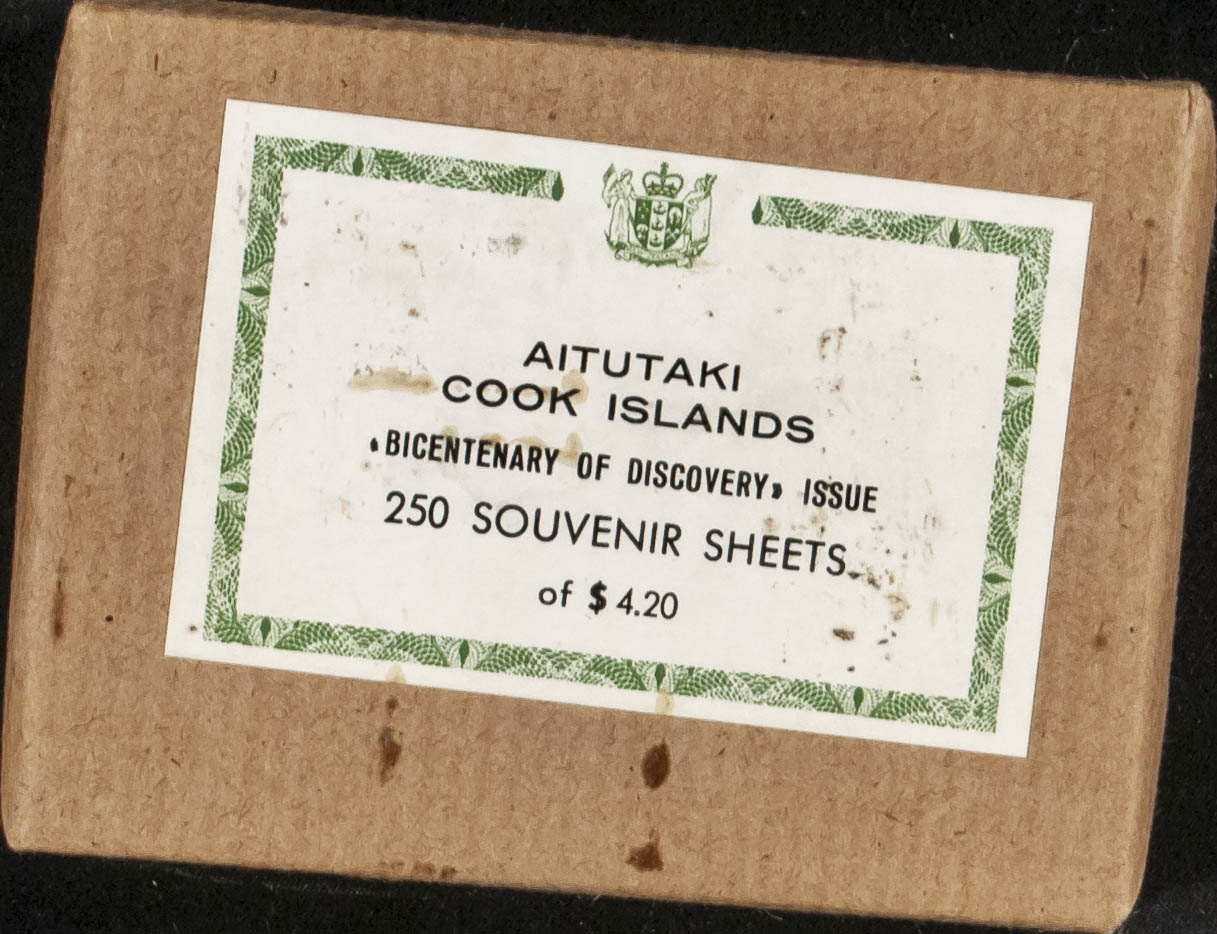 AITUTAKI
COOK ISLANDS
«BICENTENARY OF DISCOVERY» ISSUE
250 SOUVENIR SHEETS
of $4.20